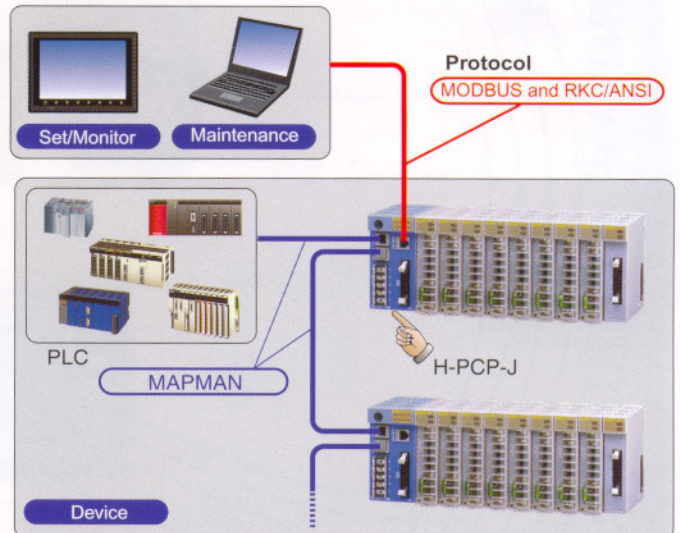 Protocol
MODBUS and RKC/ANSI
Set/Monitor
Maintenance
PLC
MAPMAN
H-PCP-J
Device